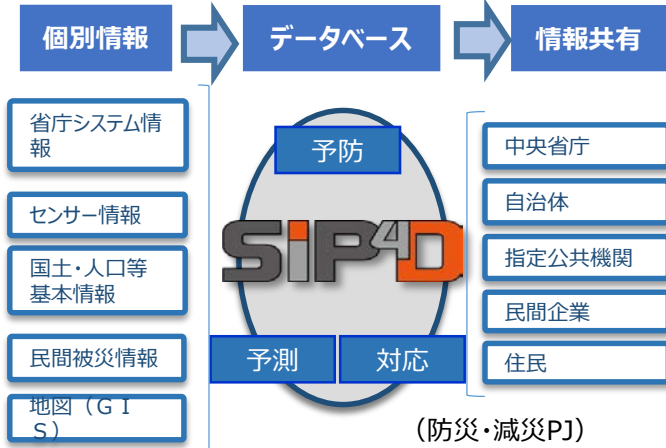 個別情報
データベース
情報共有
省庁システム情
報
センサー情報
国土・人口等
基本情報
民間被災情報
地図(GI
S)
予防
SiP4D
予測
対応
中央省庁
自治体
指定公共機関
民間企業
住民
(防災・減災PJ)